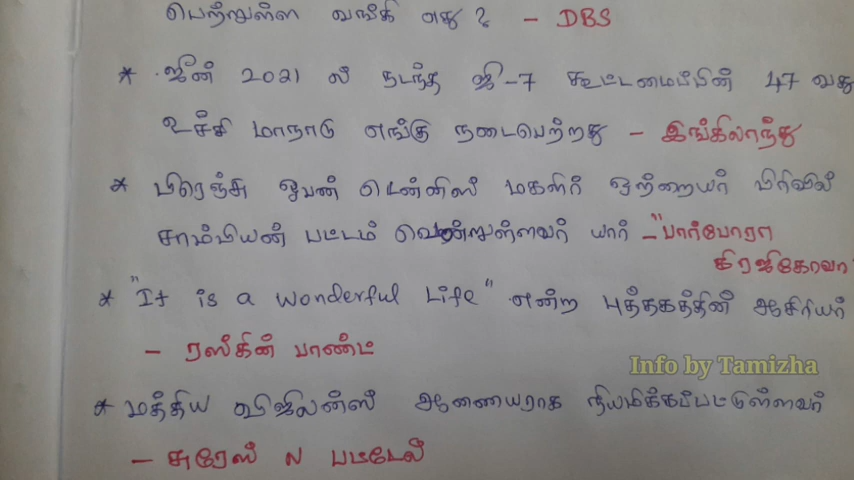 பெற்றுள்ள வங்கி எது? - DBS
* ஜீன் 2021 ல் நடந்த ஜி-7 கூட்டமைப்பின் 47 வது
உச்சி மாநாடு எங்கு நடைபெற்றது - இங்கிலாந்து
* பிரெஞ்சு ஓபன் டென்னிஸ் மகளிர் ஒற்றையர் பிரிவில்
சாம்பியன் பட்டம் வென்றுள்ளவர் யார் - "பார்போரா
கிரஜிகோவா
* "It is a wonderful Life" என்ற புத்தகத்தின் ஆசிரியர்
- ரஸ்கின் பாண்ட்
Info by Tamizha
* மத்திய விஜிலன்ஸ் ஆணையராக நியமிக்கப்பட்டுள்ளவர்
- சுரேஸ் ல பட்டேல்